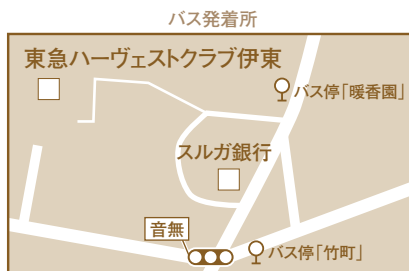 バス発着所
東急ハーヴェストクラブ伊東
バス停「暖香園」
スルガ銀行
音無
バス停「竹町」